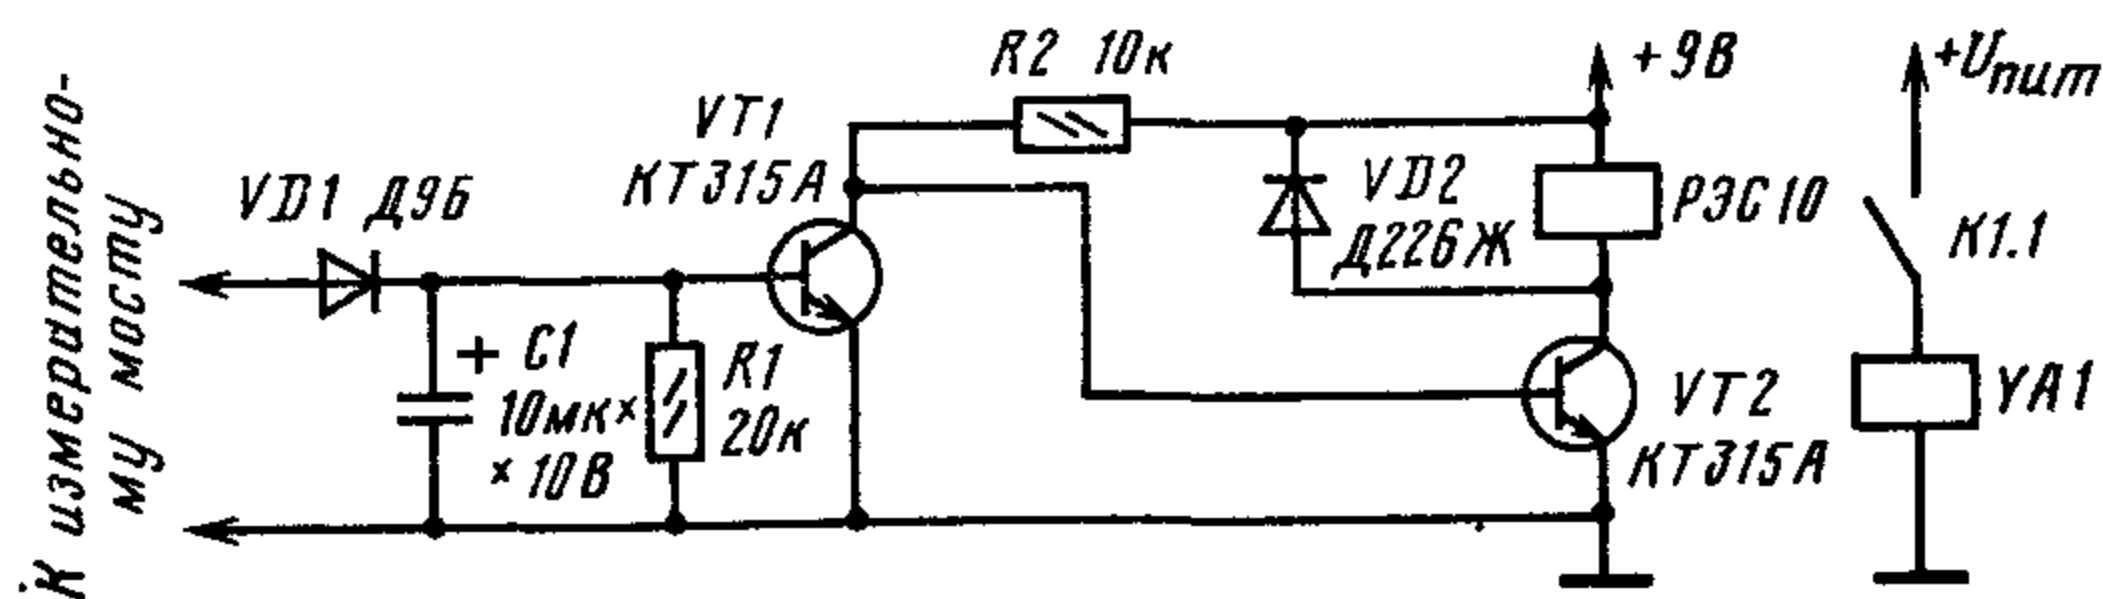 К измерительно-
му мосту
VD1 Д9Б
+ C1
10мк×
×10В
R1
20к
VT1
КТ315А
R2 10к
VD2
Д226Ж
+9В
РЭС10
VT2
КТ315А
+Uпит
К1.1
YA1